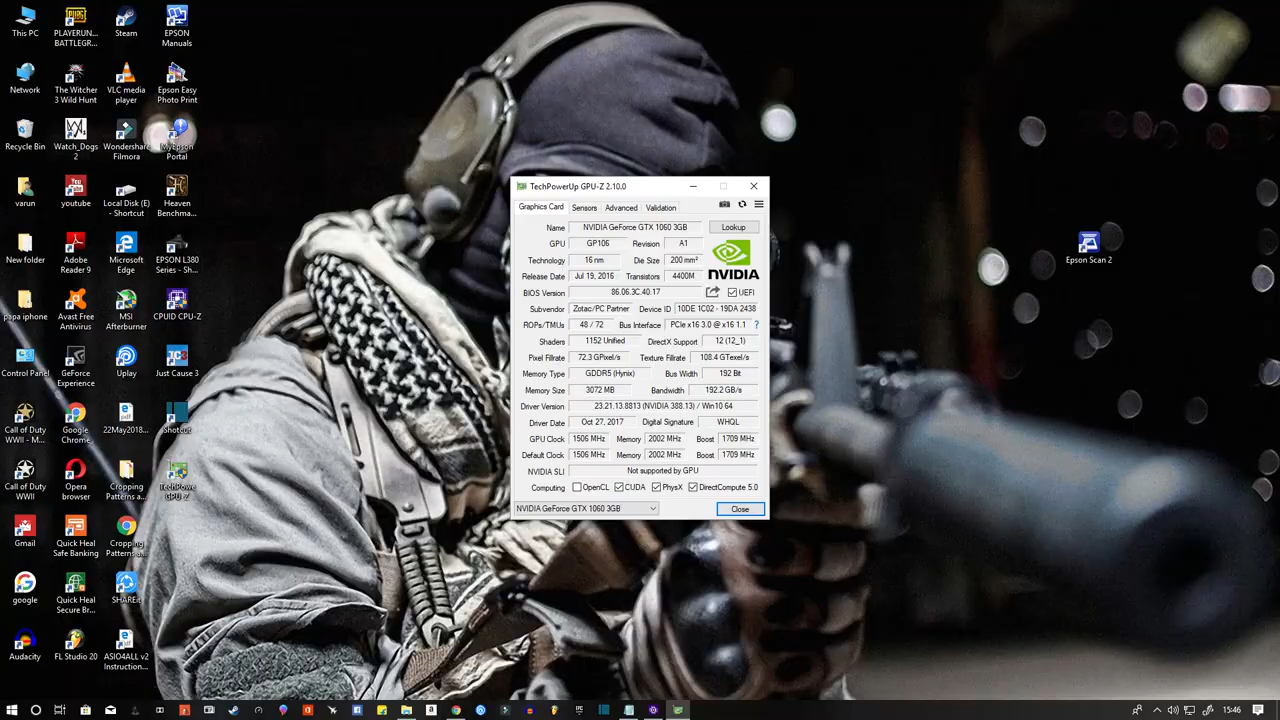 This PC
PLAYERUN...
BATTLEGR...
Steam
EPSON
Manuals
Network
The Witcher
3 Wild Hunt
VLC media
player
Epson Easy
Photo Print
Recycle Bin
Watch_Dogs
2
Wondershare
Filmora
MyEpson
Portal
varun
youtube
Local Disk (E)
- Shortcut
Heaven
Benchma...
New folder
Adobe
Reader 9
Microsoft
Edge
EPSON L380
Series - Sh...
papa iphone
Avast Free
Antivirus
MSI
Afterburner
CPUID CPU-Z
Control Panel
GeForce
Experience
Uplay
Just Cause 3
Call of Duty
WWII - M...
Google
Chrome
22May2018...
Shotcut
Call of Duty
WWII
Opera
browser
Cropping
Patterns a...
TechPowe...
GPU-Z
Gmail
Quick Heal
Safe Banking
Cropping
Patterns a...
google
Quick Heal
Secure Br...
SHAREit
Audacity
FL Studio 20
ASIO4ALL v2
Instruction...
Epson Scan 2
TechPowerUp GPU-Z 2.10.0
Graphics Card Sensors Advanced Validation
Name NVIDIA GeForce GTX 1060 3GB Lookup
GPU GP106 Revision A1
Technology 16 nm Die Size 200 mm²
NVIDIA
Release Date Jul 19, 2016 Transistors 4400M
BIOS Version 86.06.3C.40.17 UEFI
Subvendor Zotac/PC Partner Device ID 10DE 1C02 - 19DA 2438
ROPs/TMUs 48 / 72 Bus Interface PCIe x16 3.0 @ x16 1.1 ?
Shaders 1152 Unified DirectX Support 12 (12_1)
Pixel Fillrate 72.3 GPixel/s Texture Fillrate 108.4 GTexel/s
Memory Type GDDR5 (Hynix) Bus Width 192 Bit
Memory Size 3072 MB Bandwidth 192.2 GB/s
Driver Version 23.21.13.8813 (NVIDIA 388.13) / Win10 64
Driver Date Oct 27, 2017 Digital Signature WHQL
GPU Clock 1506 MHz Memory 2002 MHz Boost 1709 MHz
Default Clock 1506 MHz Memory 2002 MHz Boost 1709 MHz
NVIDIA SLI Not supported by GPU
Computing OpenCL CUDA PhysX DirectCompute 5.0
NVIDIA GeForce GTX 1060 3GB Close
15:46